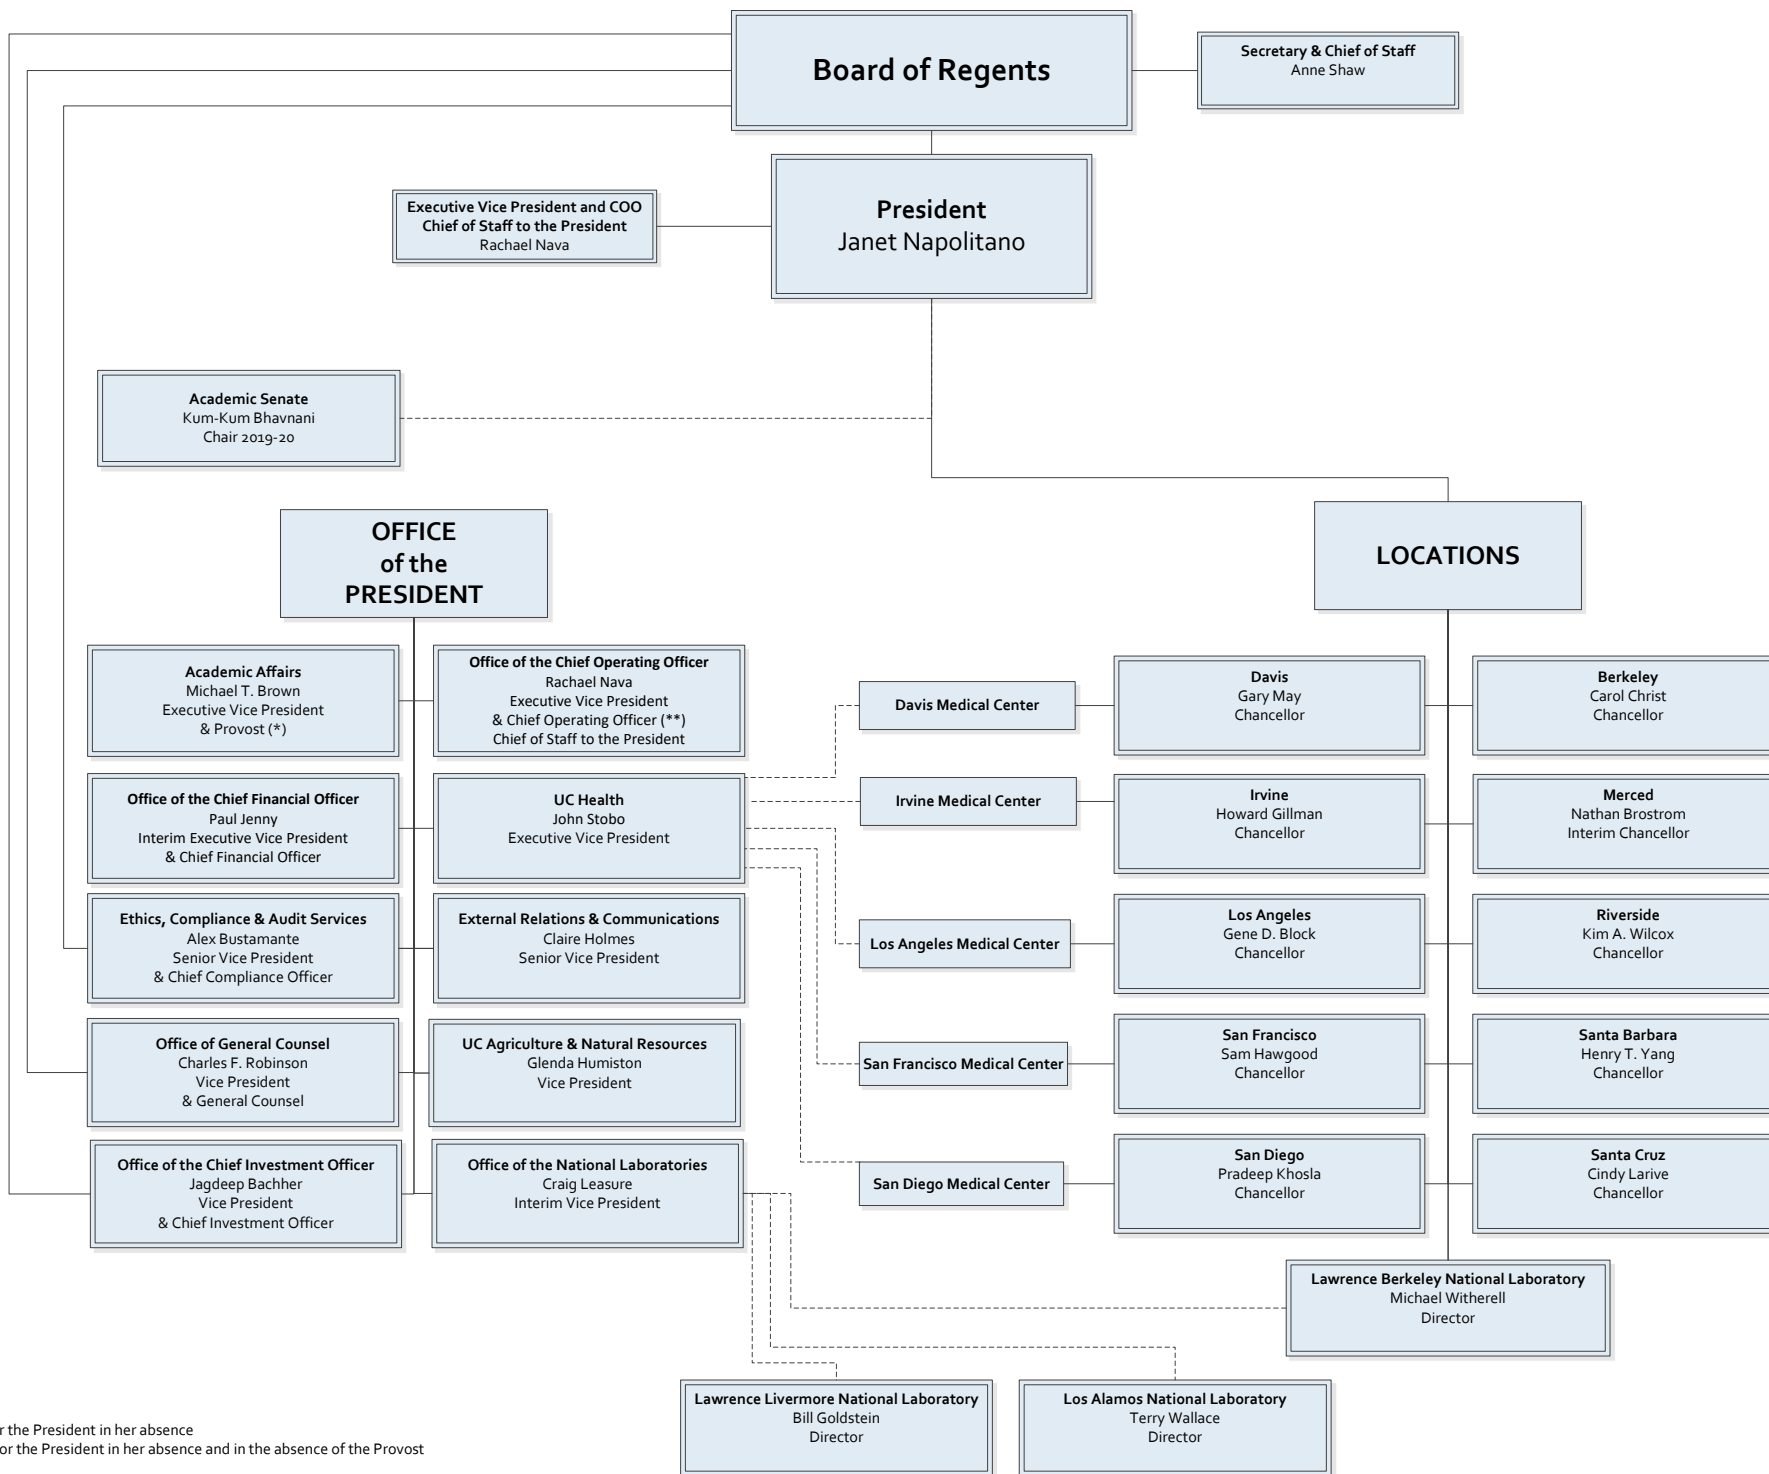 Board of Regents
Secretary & Chief of Staff
Anne Shaw
President
Janet Napolitano
Executive Vice President and COO
Chief of Staff to the President
Rachael Nava
Academic Senate
Kum-Kum Bhavnani
Chair 2019-20
OFFICE
of the
PRESIDENT
LOCATIONS
Academic Affairs
Michael T. Brown
Executive Vice President
& Provost (*)
Office of the Chief Operating Officer
Rachael Nava
Executive Vice President
& Chief Operating Officer (**)
Chief of Staff to the President
Office of the Chief Financial Officer
Paul Jenny
Interim Executive Vice President
& Chief Financial Officer
UC Health
John Stobo
Executive Vice President
Ethics, Compliance & Audit Services
Alex Bustamante
Senior Vice President
& Chief Compliance Officer
External Relations & Communications
Claire Holmes
Senior Vice President
Office of General Counsel
Charles F. Robinson
Vice President
& General Counsel
UC Agriculture & Natural Resources
Glenda Humiston
Vice President
Office of the Chief Investment Officer
Jagdeep Bachher
Vice President
& Chief Investment Officer
Office of the National Laboratories
Craig Leasure
Interim Vice President
Davis Medical Center
Irvine Medical Center
Los Angeles Medical Center
San Francisco Medical Center
San Diego Medical Center
Davis
Gary May
Chancellor
Berkeley
Carol Christ
Chancellor
Irvine
Howard Gillman
Chancellor
Merced
Nathan Brostrom
Interim Chancellor
Los Angeles
Gene D. Block
Chancellor
Riverside
Kim A. Wilcox
Chancellor
San Francisco
Sam Hawgood
Chancellor
Santa Barbara
Henry T. Yang
Chancellor
San Diego
Pradeep Khosla
Chancellor
Santa Cruz
Cindy Larive
Chancellor
Lawrence Berkeley National Laboratory
Michael Witherell
Director
Lawrence Livermore National Laboratory
Bill Goldstein
Director
Los Alamos National Laboratory
Terry Wallace
Director
r the President in her absence
or the President in her absence and in the absence of the Provost